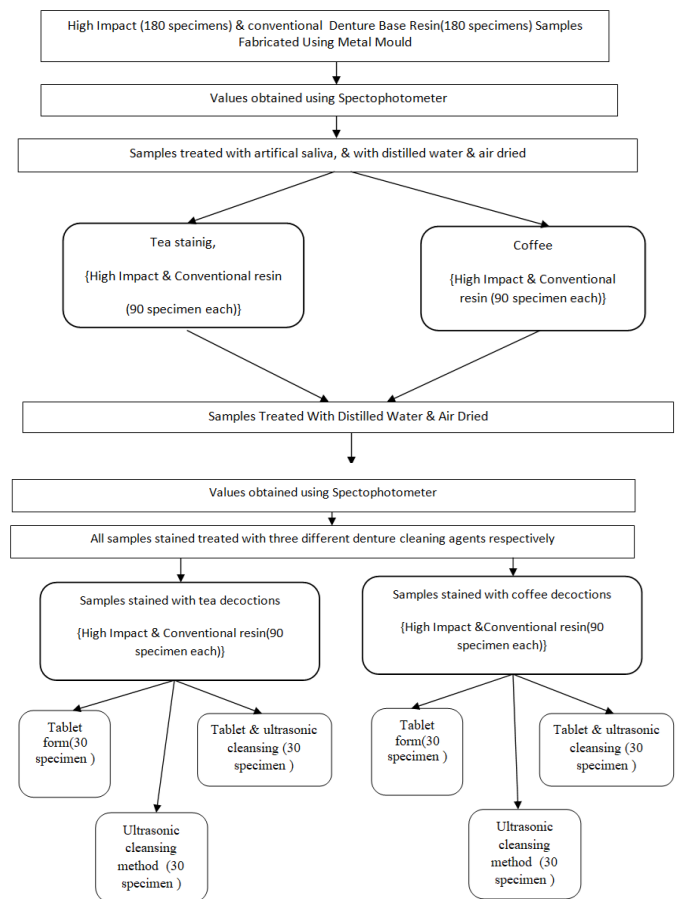 High Impact (180 specimens) & conventional Denture Base Resin(180 specimens) Samples
Fabricated Using Metal Mould
Values obtained using Spectophotometer
Samples treated with artifical saliva, & with distilled water & air dried
Tea stainig,
{High Impact & Conventional resin
(90 specimen each)}
Coffee
{High Impact & Conventional
resin (90 specimen each)}
Samples Treated With Distilled Water & Air Dried
Values obtained using Spectophotometer
All samples stained treated with three different denture cleaning agents respectively
Samples stained with tea decoctions
{High Impact & Conventional resin(90
specimen each)}
Samples stained with coffee decoctions
{High Impact &Conventional resin(90
specimen each)}
Tablet
form(30
specimen )
Tablet & ultrasonic
cleansing (30
specimen )
Tablet
form(30
specimen )
Tablet & ultrasonic
cleansing (30
specimen )
Ultrasonic
cleansing
method (30
specimen )
Ultrasonic
cleansing
method (30
specimen )